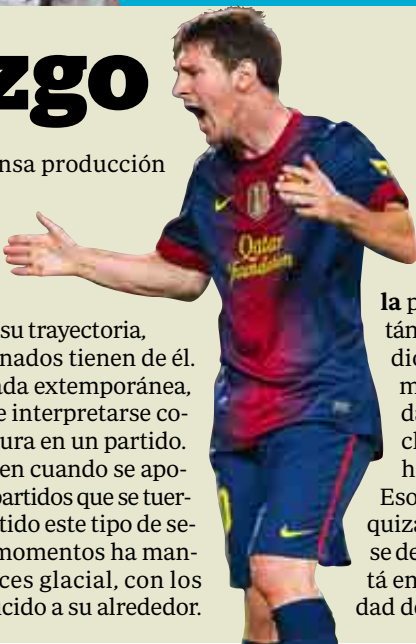 zgo
nsa producción
su trayectoria,
nados tienen de él.
ada extemporánea,
e interpretarse co-
ura en un partido.
en cuando se apo-
partidos que se tuer-
tido este tipo de se-
momentos ha man-
ces glacial, con los
cido a su alrededor.
Qatar
Foundation
la p
tán
dic
m
da
cl
h
Eso
quiza
se de
tá en
dad de